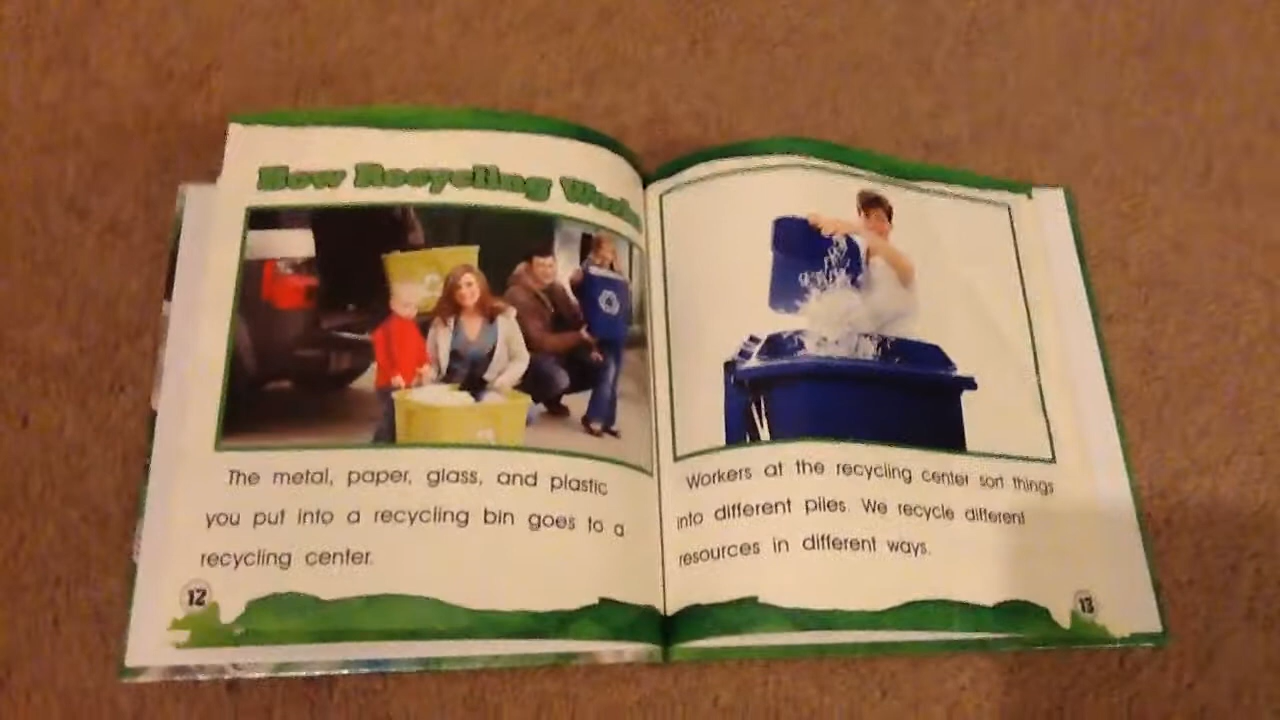 How Recycling Works
The metal, paper, glass, and plastic
you put into a recycling bin goes to a
recycling center.
12
Workers at the recycling center sort things
into different piles. We recycle different
resources in different ways.
13